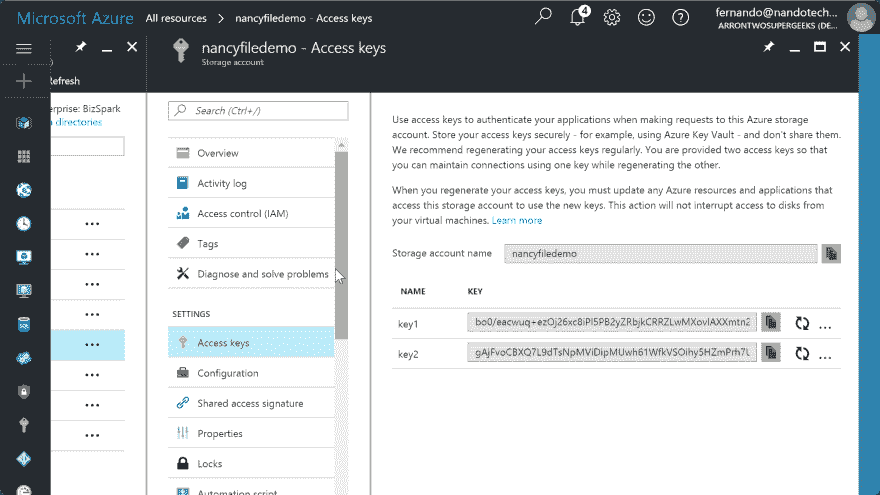 Microsoft Azure All resources > nancyfiledemo - Access keys
4
fernando@nandotech...
ARRONTWOSUPERGEEKS (DE...
nancyfiledemo - Access keys
Storage account
Refresh
erprise: BizSpark
directories
Search (Ctrl+/)
Overview
Activity log
Access control (IAM)
Tags
Diagnose and solve problems
SETTINGS
Access keys
Configuration
Shared access signature
Properties
Locks
Automation script
Use access keys to authenticate your applications when making requests to this Azure storage
account. Store your access keys securely - for example, using Azure Key Vault - and don't share them.
We recommend regenerating your access keys regularly. You are provided two access keys so that
you can maintain connections using one key while regenerating the other.
When you regenerate your access keys, you must update any Azure resources and applications that
access this storage account to use the new keys. This action will not interrupt access to disks from
your virtual machines. Learn more
Storage account name nancyfiledemo
NAME KEY
key1
key2